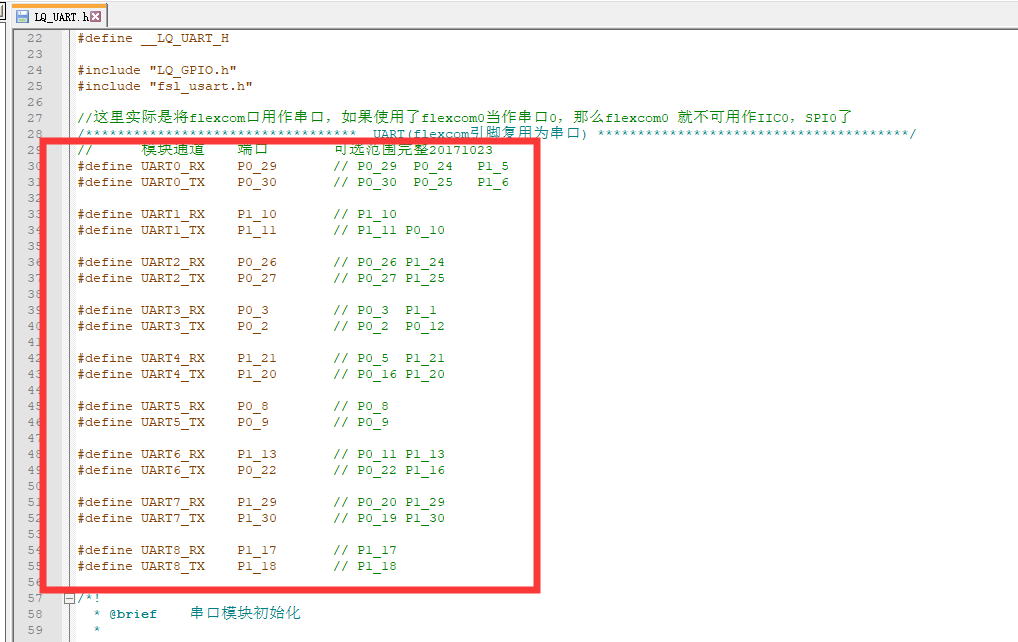 LQ_UART.h
22 #define __LQ_UART_H
23
24 #include "LQ_GPIO.h"
25 #include "fsl_usart.h"
26
27 //这里实际是将flexcom口用作串口，如果使用了flexcom0当作串口0，那么flexcom0 就不可用作IIC0，SPI0了
28 /********************************** UART(flexcom引脚复用为串口) ***************************************/
29 // 模块通道 端口 可选范围完整20171023
30 #define UART0_RX P0_29 // P0_29 P0_24 P1_5
31 #define UART0_TX P0_30 // P0_30 P0_25 P1_6
32
33 #define UART1_RX P1_10 // P1_10
34 #define UART1_TX P1_11 // P1_11 P0_10
35
36 #define UART2_RX P0_26 // P0_26 P1_24
37 #define UART2_TX P0_27 // P0_27 P1_25
38
39 #define UART3_RX P0_3 // P0_3 P1_1
40 #define UART3_TX P0_2 // P0_2 P0_12
41
42 #define UART4_RX P1_21 // P0_5 P1_21
43 #define UART4_TX P1_20 // P0_16 P1_20
44
45 #define UART5_RX P0_8 // P0_8
46 #define UART5_TX P0_9 // P0_9
47
48 #define UART6_RX P1_13 // P0_11 P1_13
49 #define UART6_TX P0_22 // P0_22 P1_16
50
51 #define UART7_RX P1_29 // P0_20 P1_29
52 #define UART7_TX P1_30 // P0_19 P1_30
53
54 #define UART8_RX P1_17 // P1_17
55 #define UART8_TX P1_18 // P1_18
56
57 /*!
58 * @brief 串口模块初始化
59 *